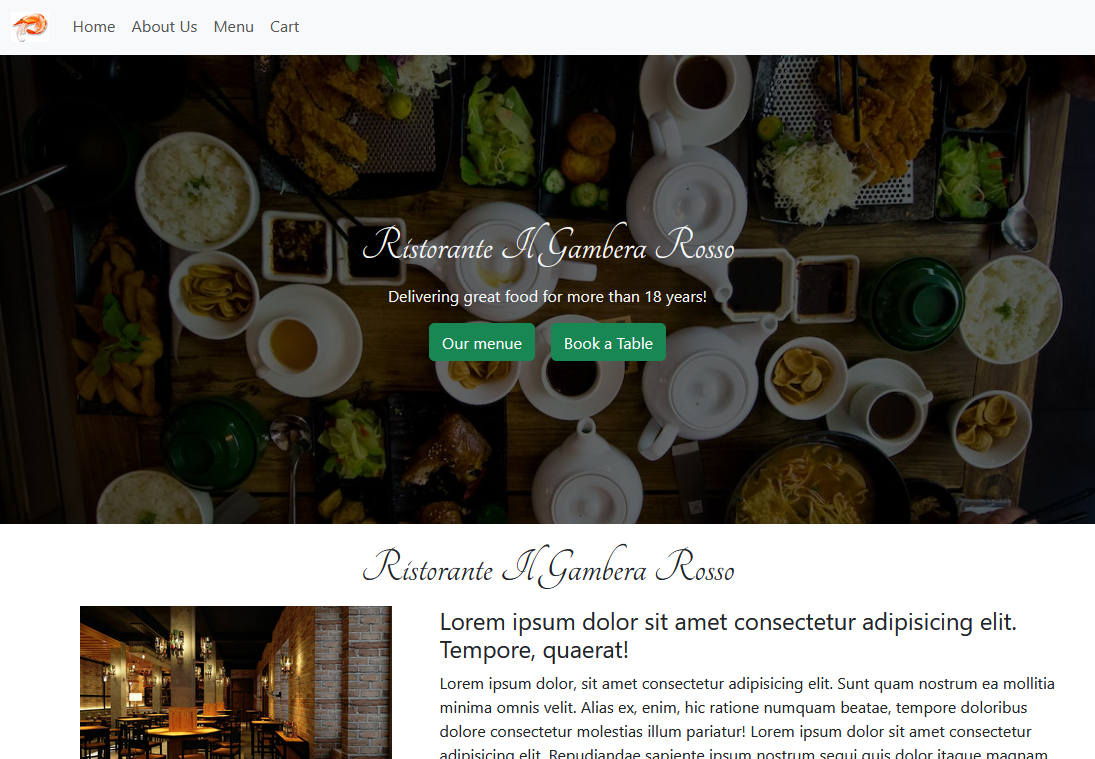 Home About Us Menu Cart
Ristorante Il Gambera Rosso
Delivering great food for more than 18 years!
Our menue Book a Table
Ristorante Il Gambera Rosso
Lorem ipsum dolor sit amet consectetur adipisicing elit.
Tempore, quaerat!
Lorem ipsum dolor, sit amet consectetur adipisicing elit. Sunt quam nostrum ea mollitia
minima omnis velit. Alias ex, enim, hic ratione numquam beatae, tempore doloribus
dolore consectetur molestias illum pariatur! Lorem ipsum dolor sit amet consectetur
adipisicing elit. Repudiandae sapiente ipsum nostrum sequi quis dolor itaque magnam